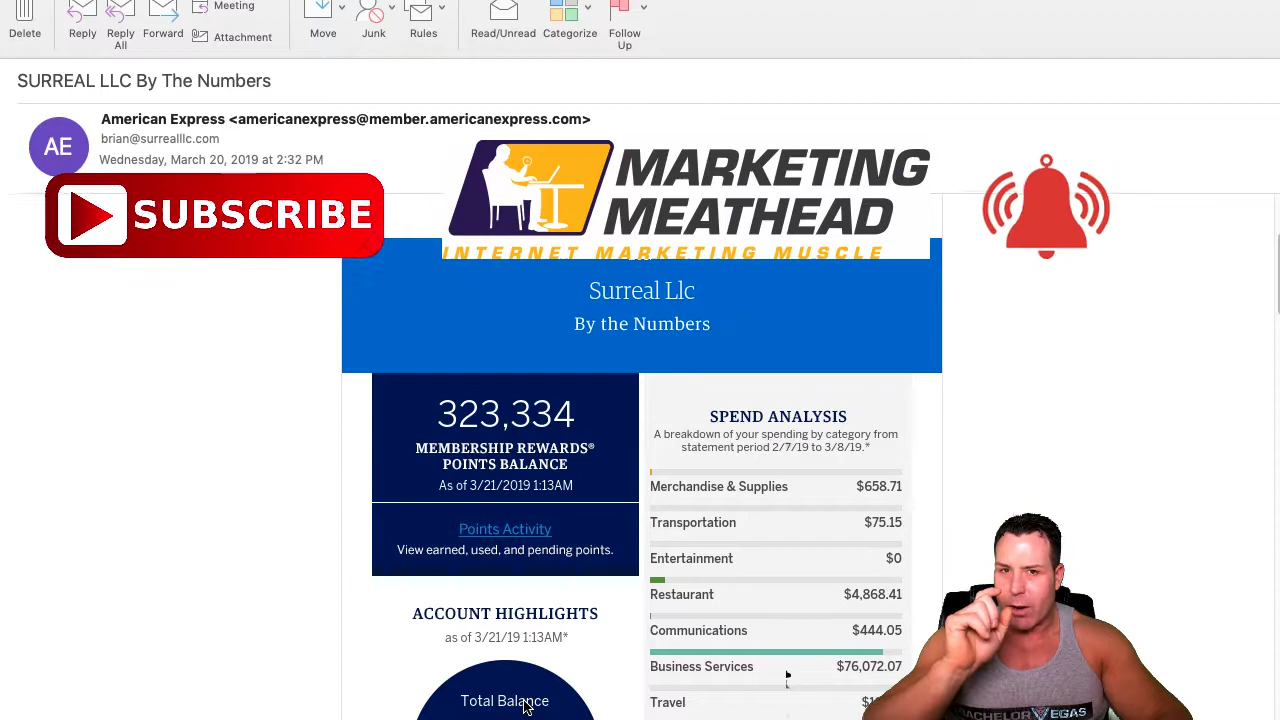 Meeting
Attachment
Delete
Reply
Reply
All
Forward
Move
Junk
Rules
Read/Unread
Categorize
Follow
Up
SURREAL LLC By The Numbers
AE
American Express <americanexpress@member.americanexpress.com>
brian@surrealllc.com
Wednesday, March 20, 2019 at 2:32 PM
SUBSCRIBE
MARKETING
MEATHEAD
INTERNET MARKETING MUSCLE
Surreal Llc
By the Numbers
323,334
MEMBERSHIP REWARDS®
POINTS BALANCE
As of 3/21/2019 1:13AM
Points Activity
View earned, used, and pending points.
ACCOUNT HIGHLIGHTS
as of 3/21/19 1:13AM*
Total Balance
SPEND ANALYSIS
A breakdown of your spending by category from
statement period 2/7/19 to 3/8/19.*
Merchandise & Supplies $658.71
Transportation $75.15
Entertainment $0
Restaurant $4,868.41
Communications $444.05
Business Services $76,072.07
Travel
BACHELOR VEGAS